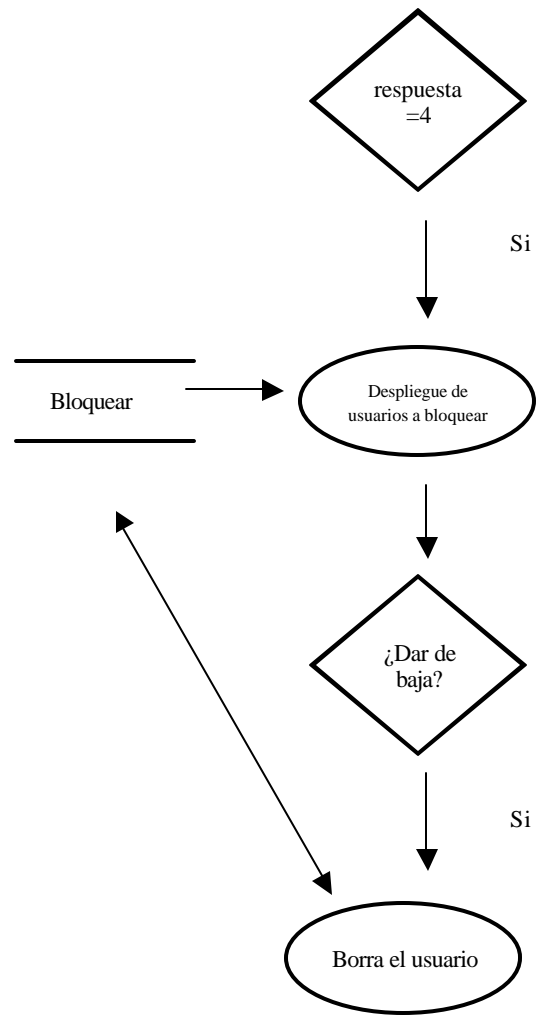 respuesta
=4
Si
Bloquear
Despliegue de
usuarios a bloquear
¿Dar de
baja?
Si
Borra el usuario